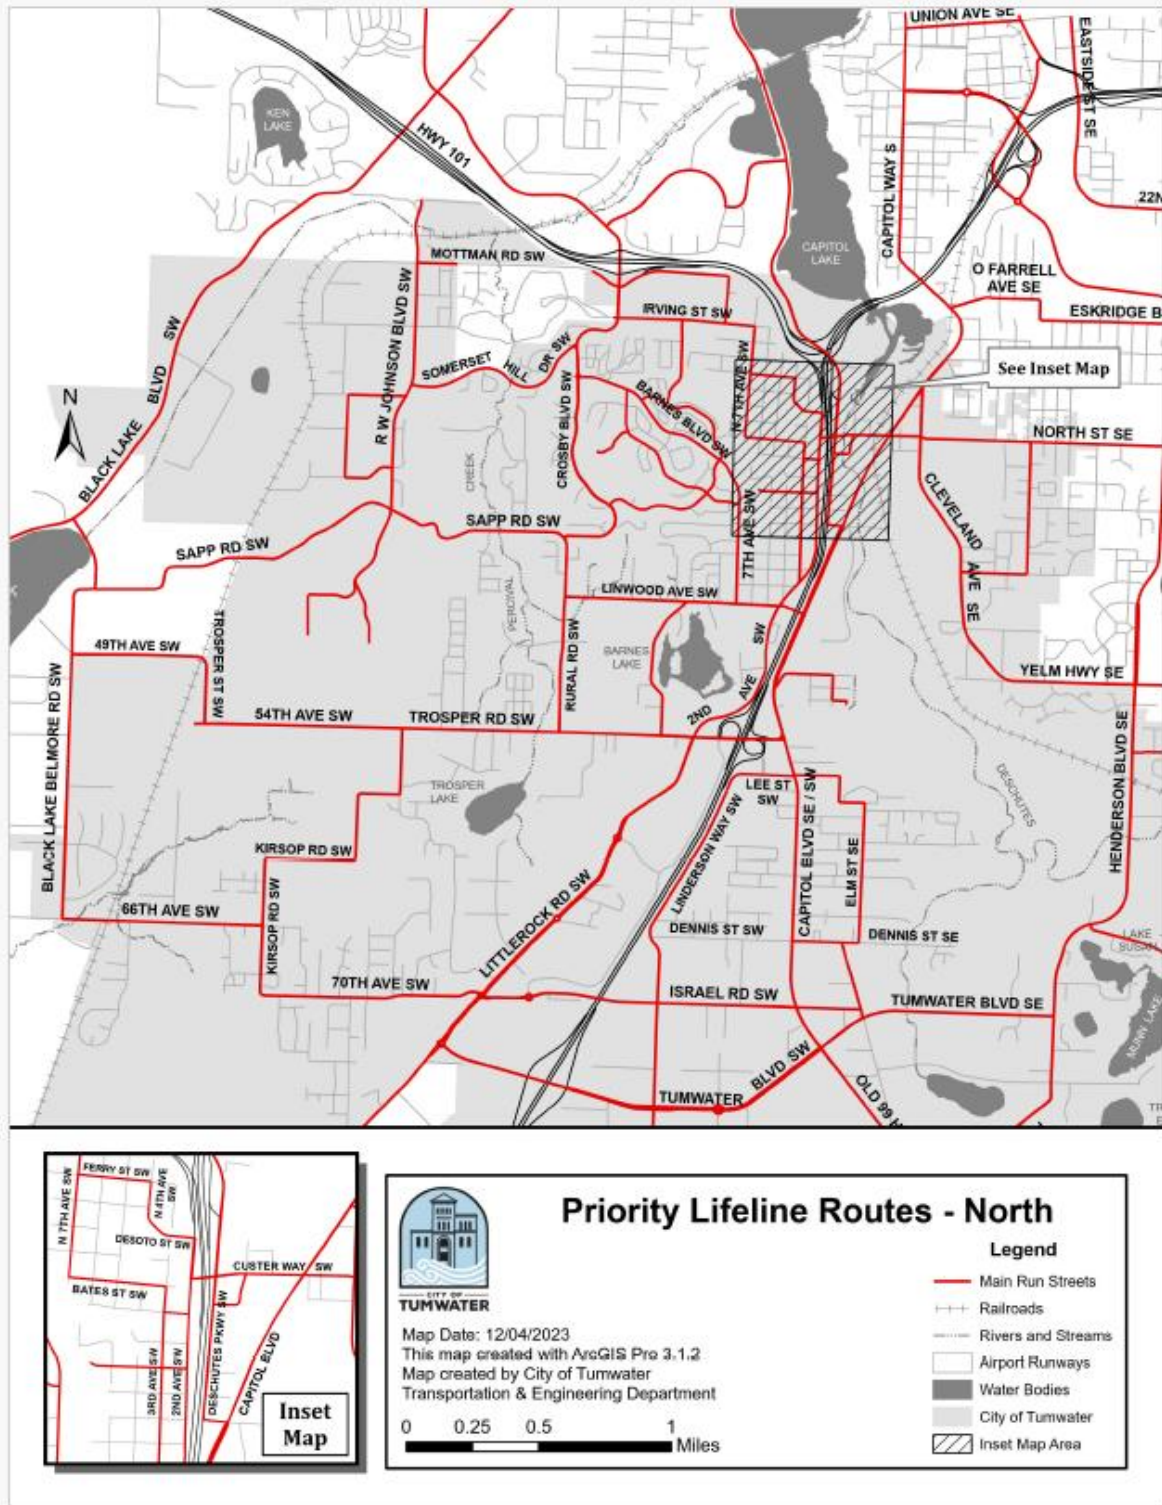 UNION AVE SE
EASTSIDE ST SE
KEN
LAKE
HWY 101
CAPITOL WAY S
22N
MOTTMAN RD SW
CAPITOL
LAKE
O FARRELL
AVE SE
ESKRIDGE B
IRVING ST SW
BLVD SW
R W JOHNSON BLVD SW
SOMERSET HILL DR SW
N 7TH AVE SW
See Inset Map
N
BARNES BLVD SW
CROSBY BLVD SW
NORTH ST SE
BLACK LAKE
CREEK
CLEVELAND AVE SE
SAPP RD SW
SAPP RD SW
7TH AVE SW
PERCIVAL
LINWOOD AVE SW
49TH AVE SW
TROSPER ST SW
RURAL RD SW
BARNES
LAKE
YELM HWY SE
BLACK LAKE BELMORE RD SW
54TH AVE SW
TROSPER RD SW
2ND AVE SW
HENDERSON BLVD SE
DESCHUTES
TROSPER
LAKE
LEE ST
SW
LINDERSON WAY SW
CAPITOL BLVD SE / SW
ELM ST SE
KIRSOP RD SW
KIRSOP RD SW
66TH AVE SW
LITTLEROCK RD SW
DENNIS ST SW
DENNIS ST SE
LAKE
SUSAN
70TH AVE SW
ISRAEL RD SW
TUMWATER BLVD SE
MUNN LAKE
TUMWATER BLVD SW
OLD 99 H
FERRY ST SW
N 7TH AVE SW
N 4TH AVE
SW
DESOTO ST SW
CUSTER WAY SW
BATES ST SW
DESCHUTES PKWY SW
CAPITOL BLVD
3RD AVE SW
2ND AVE SW
Inset
Map
Priority Lifeline Routes - North
CITY OF
TUMWATER
Map Date: 12/04/2023
This map created with ArcGIS Pro 3.1.2
Map created by City of Tumwater
Transportation & Engineering Department
0 0.25 0.5 1
Miles
Legend
Main Run Streets
Railroads
Rivers and Streams
Airport Runways
Water Bodies
City of Tumwater
Inset Map Area